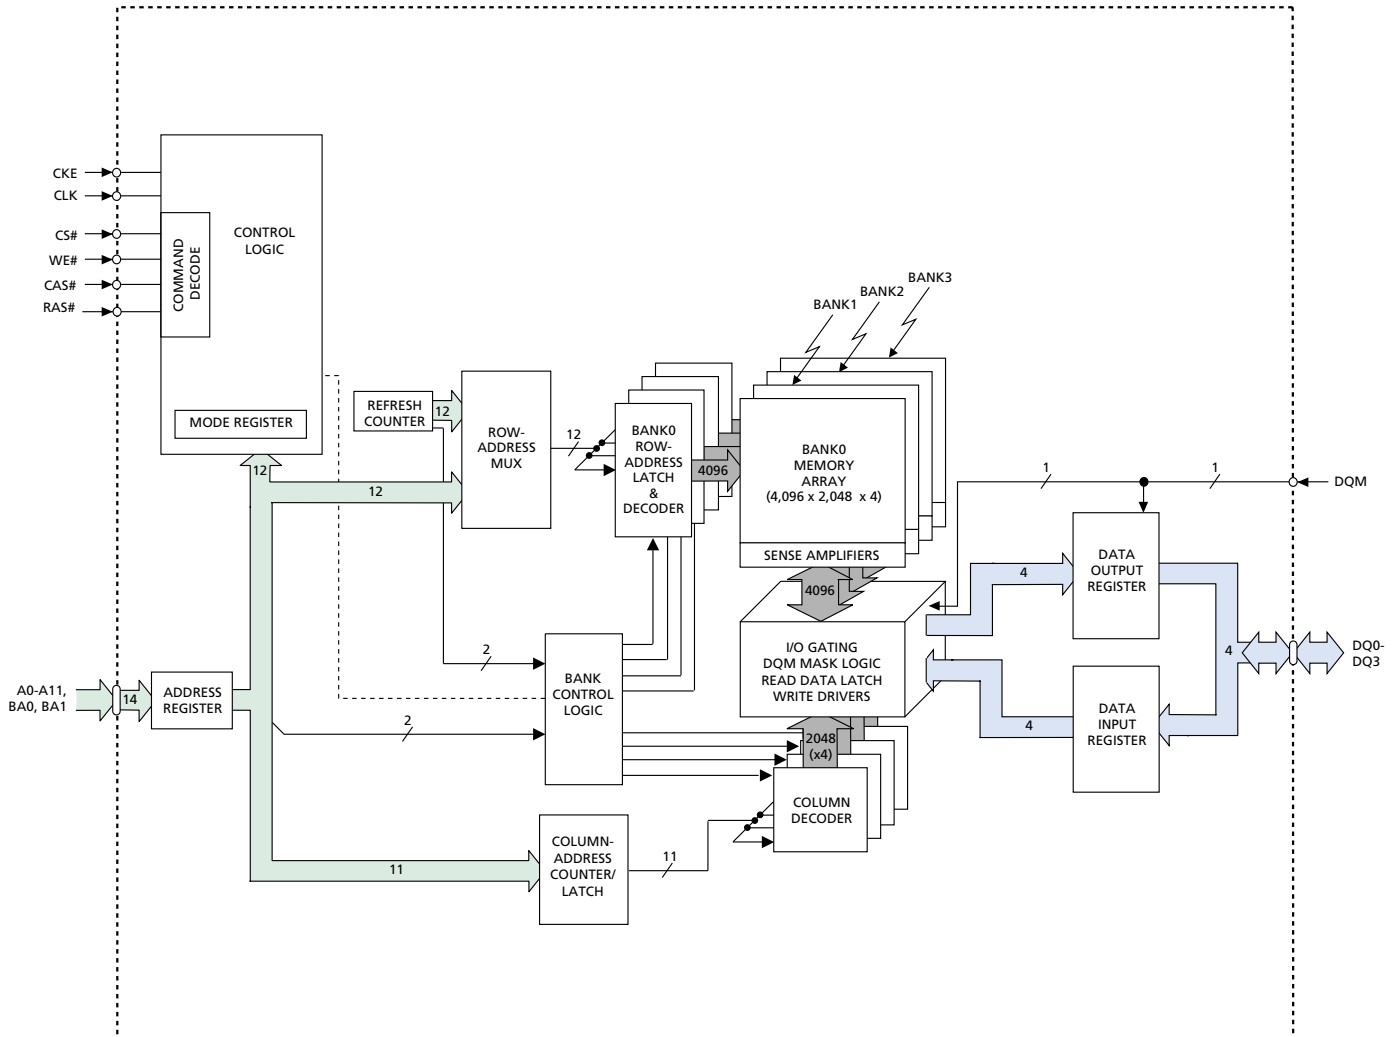 CKE
CLK
CS#
WE#
CAS#
RAS#
COMMAND
DECODE
CONTROL
LOGIC
MODE REGISTER
12
REFRESH
COUNTER
12
12
ROW-
ADDRESS
MUX
12
BANK0
ROW-
ADDRESS
LATCH
&
DECODER
4096
BANK1
BANK2
BANK3
BANK0
MEMORY
ARRAY
(4,096 x 2,048 x 4)
SENSE AMPLIFIERS
4096
I/O GATING
DQM MASK LOGIC
READ DATA LATCH
WRITE DRIVERS
1
1
DQM
DATA
OUTPUT
REGISTER
4
4
DQ0-
DQ3
DATA
INPUT
REGISTER
4
A0-A11,
BA0, BA1
14
ADDRESS
REGISTER
2
2
BANK
CONTROL
LOGIC
2048
(x4)
COLUMN
DECODER
11
COLUMN-
ADDRESS
COUNTER/
LATCH
11